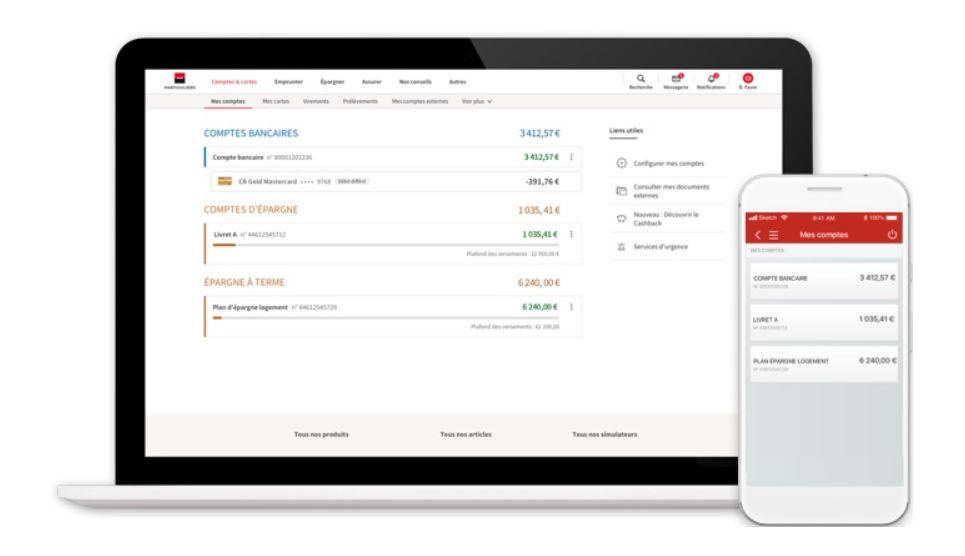 PARTICULIERS
Comptes & cartes Emprunter Épargner Assurer Nos conseils Autres
Recherche Messagerie Notifications
Mes comptes Mes cartes Virements Prélèvements Mes comptes externes Voir plus
COMPTES BANCAIRES 3 412,57 €
Compte bancaire n° 80001201236 3 412,57 €
CB Gold Mastercard •••• 9768 Débit différé -391,76 €
COMPTES D'ÉPARGNE 1 035, 41 €
Livret A n° 44612545712 1 035,41 €
Plafond des versements : 22 950,00 €
ÉPARGNE À TERME 6 240, 00 €
Plan d'épargne logement n° 44612545729 6 240,00 €
Plafond des versements : 61 200,00
Liens utiles
Configurer mes comptes
Consulter mes documents
externes
Nouveau : Découvrir le
Cashback
Services d'urgence
Tous nos produits Tous nos articles Tous nos simulateurs
Sketch 9:41 AM 100%
Mes comptes
MES COMPTES
COMPTE BANCAIRE 3 412,57 €
LIVRET A 1 035,41 €
PLAN ÉPARGNE LOGEMENT 6 240,00 €